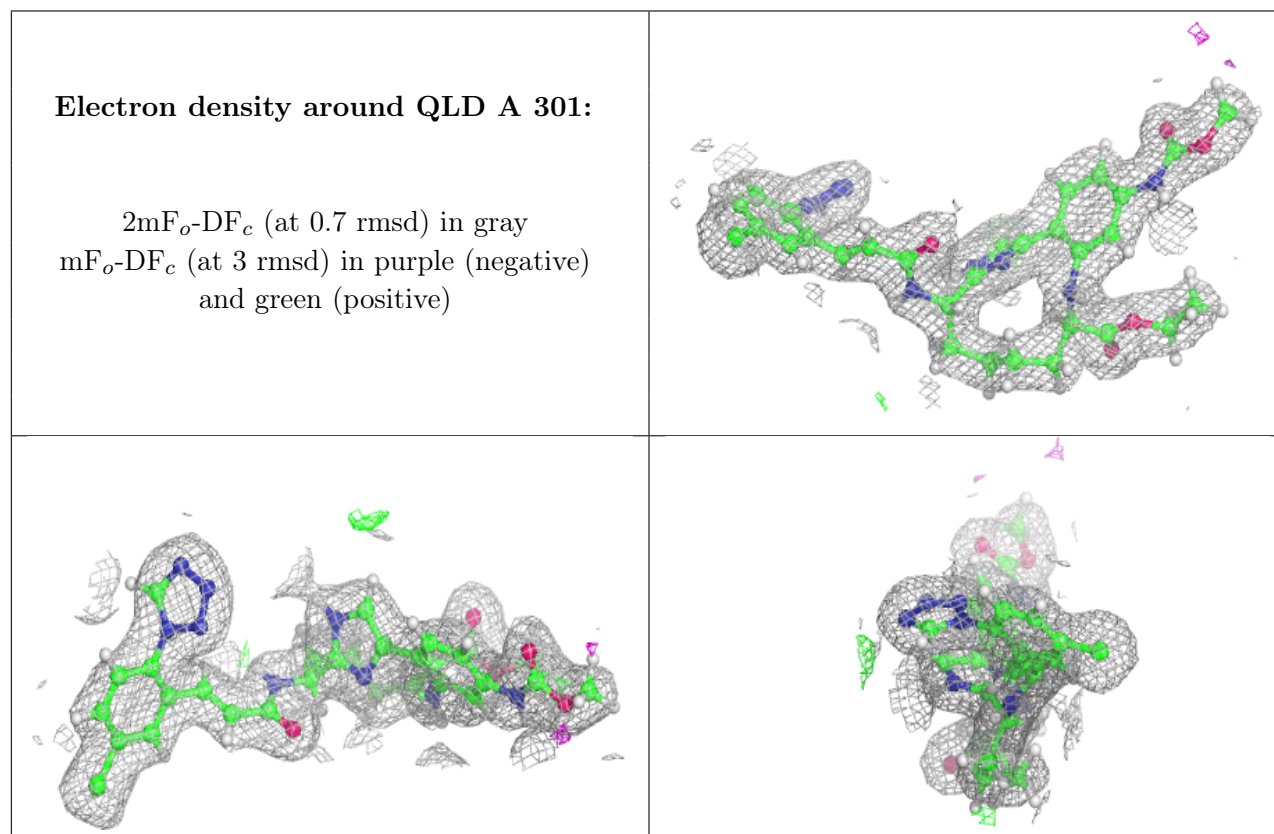 Electron density around QLD A 301:
2mFo-DFc (at 0.7 rmsd) in gray
mFo-DFc (at 3 rmsd) in purple (negative)
and green (positive)